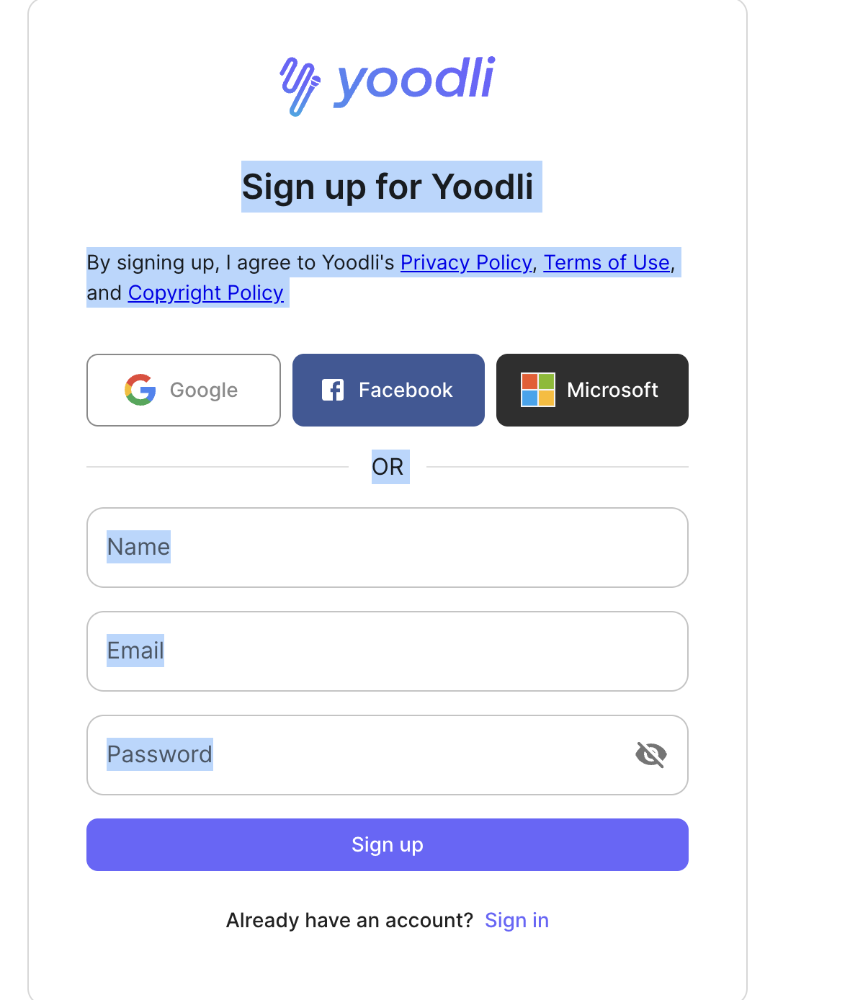 yoodli
Sign up for Yoodli
By signing up, I agree to Yoodli's Privacy Policy, Terms of Use,
and Copyright Policy
Google
Facebook
Microsoft
OR
Name
Email
Password
Sign up
Already have an account? Sign in